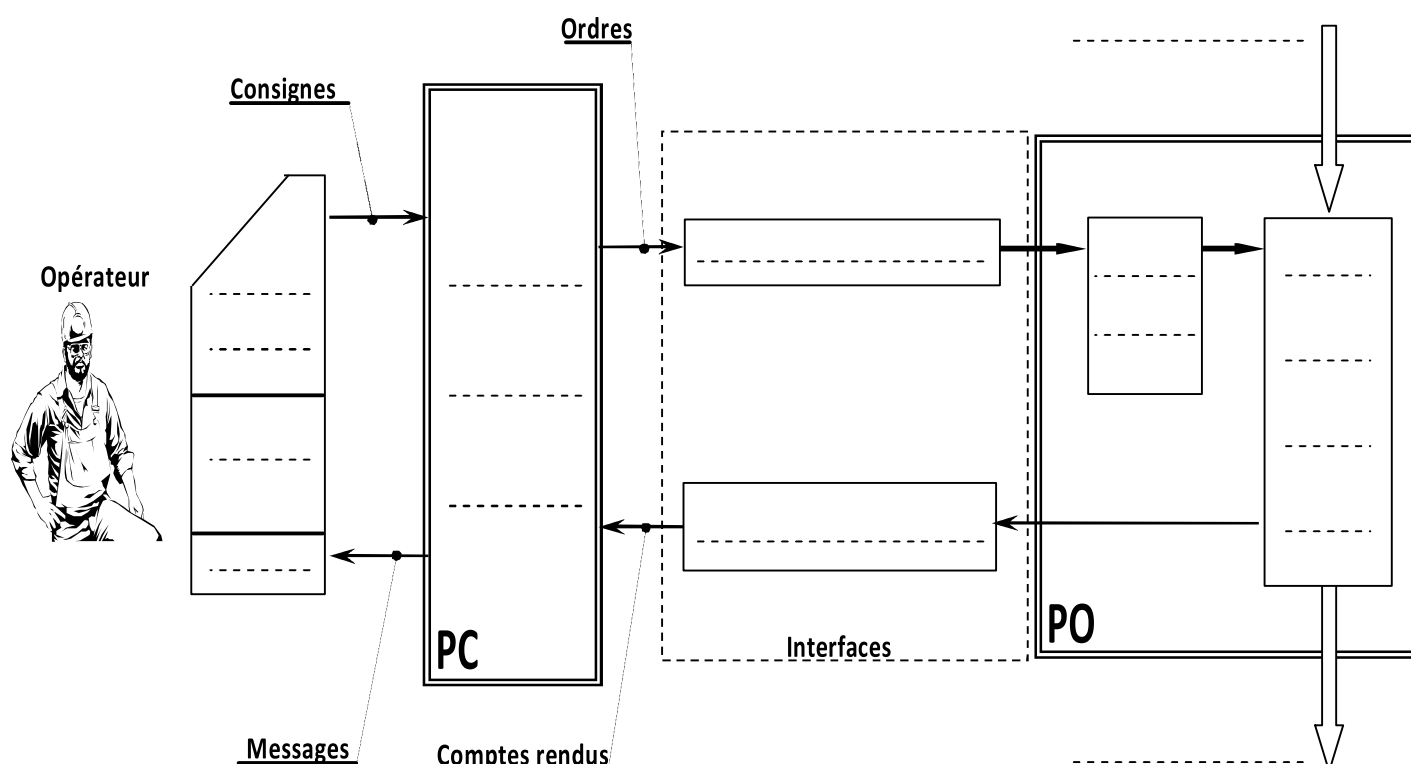 Ordres
Consignes
Opérateur
PC
PO
Interfaces
Messages
Comptes rendus